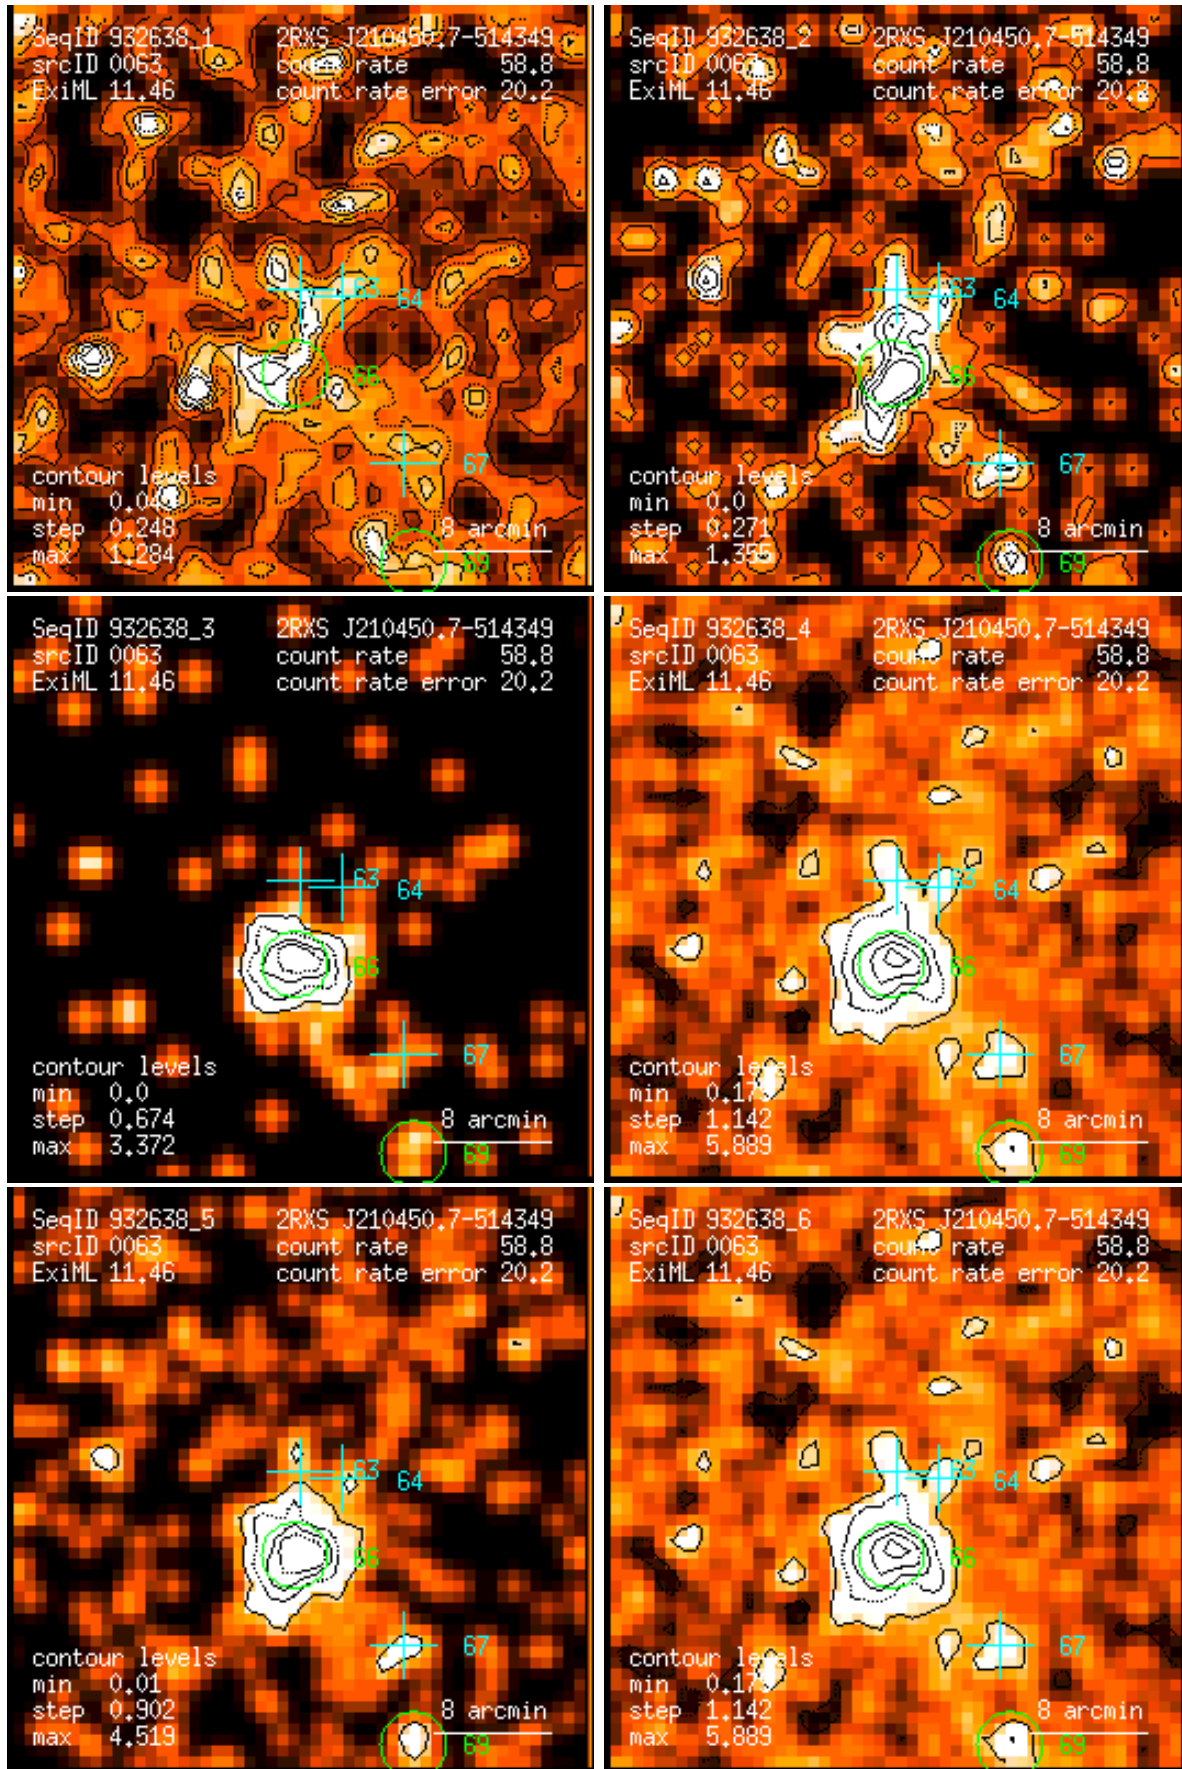 SeqID 932638_1 2RXS J210450.7-514349
srcID 0063 count rate 58.8
ExiML 11.46 count rate error 20.2
63
64
66
67
contour levels
min 0.04
step 0.248 8 arcmin
max 1.284 69
SeqID 932638_2 2RXS J210450.7-514349
srcID 0063 count rate 58.8
ExiML 11.46 count rate error 20.2
63
64
66
67
contour levels
min 0.0
step 0.271 8 arcmin
max 1.355 69
SeqID 932638_3 2RXS J210450.7-514349
srcID 0063 count rate 58.8
ExiML 11.46 count rate error 20.2
63
64
66
67
contour levels
min 0.0
step 0.674 8 arcmin
max 3.372 69
SeqID 932638_4 2RXS J210450.7-514349
srcID 0063 count rate 58.8
ExiML 11.46 count rate error 20.2
63
64
66
67
contour levels
min 0.179
step 1.142 8 arcmin
max 5.889 69
SeqID 932638_5 2RXS J210450.7-514349
srcID 0063 count rate 58.8
ExiML 11.46 count rate error 20.2
63
64
66
67
contour levels
min 0.01
step 0.902 8 arcmin
max 4.519 69
SeqID 932638_6 2RXS J210450.7-514349
srcID 0063 count rate 58.8
ExiML 11.46 count rate error 20.2
63
64
66
67
contour levels
min 0.179
step 1.142 8 arcmin
max 5.889 69